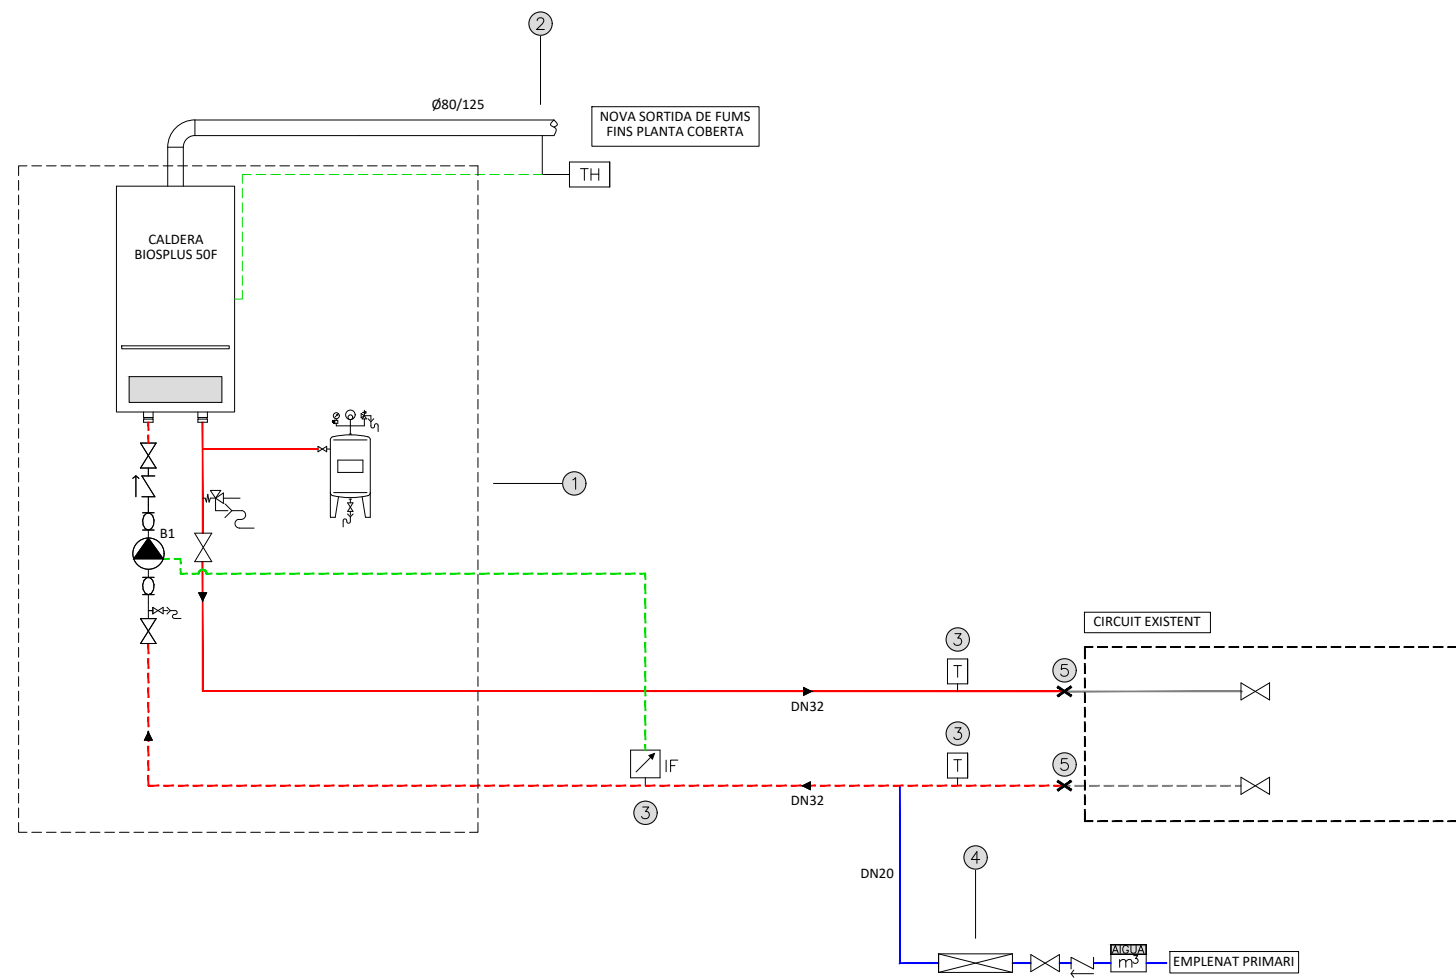 2
Ø80/125
NOVA SORTIDA DE FUMS
FINS PLANTA COBERTA
TH
CALDERA
BIOSPLUS 50F
1
B1
CIRCUIT EXISTENT
3
T
5
DN32
3
T
5
IF
DN32
3
4
DN20
AIGUA
m³
EMPLENAT PRIMARI